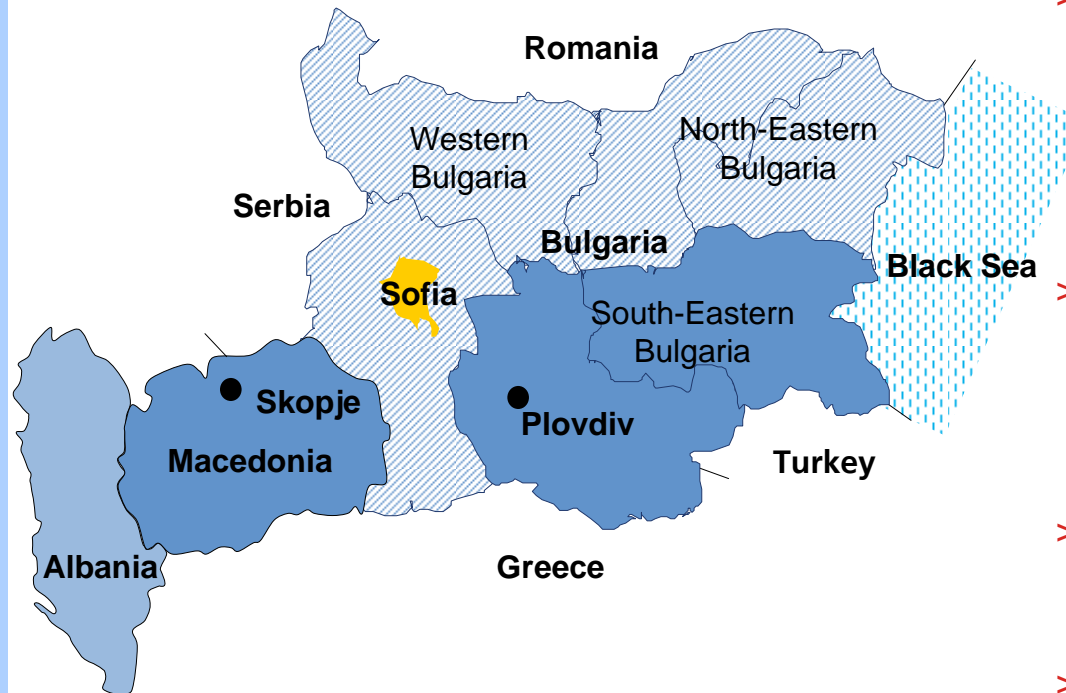 Romania
Western
Bulgaria
North-Eastern
Bulgaria
Serbia
Bulgaria
Black Sea
Sofia
South-Eastern
Bulgaria
Skopje
Plovdiv
Macedonia
Turkey
Albania
Greece
>
>
>
>